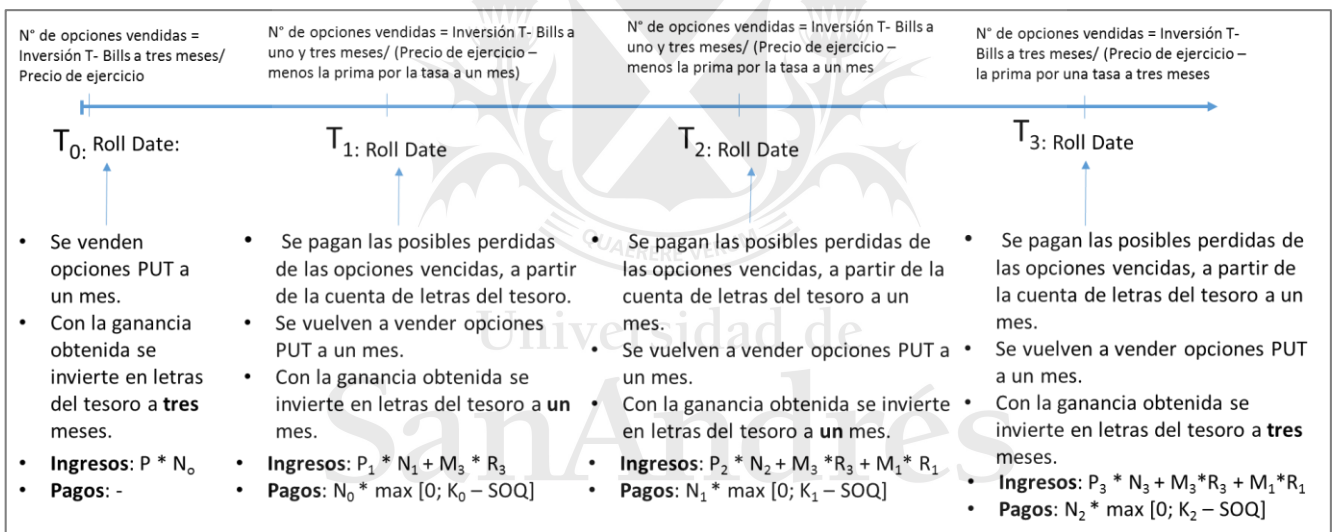 N° de opciones vendidas =
Inversión T- Bills a tres meses/
Precio de ejercicio
N° de opciones vendidas = Inversión T- Bills a
uno y tres meses/ (Precio de ejercicio –
menos la prima por la tasa a un mes)
N° de opciones vendidas = Inversión T- Bills a
uno y tres meses/ (Precio de ejercicio –
menos la prima por la tasa a un mes
N° de opciones vendidas = Inversión T-
Bills a tres meses/ (Precio de ejercicio –
la prima por una tasa a tres meses
T0: Roll Date:
T1: Roll Date
T2: Roll Date
T3: Roll Date
• Se venden
opciones PUT a
un mes.
• Con la ganancia
obtenida se
invierte en letras
del tesoro a tres
meses.
• Ingresos: P * No
• Pagos: -
• Se pagan las posibles perdidas
de las opciones vencidas, a partir
de la cuenta de letras del tesoro.
• Se vuelven a vender opciones
PUT a un mes.
• Con la ganancia obtenida se
invierte en letras del tesoro a un
mes.
• Ingresos: P1 * N1 + M3 * R3
• Pagos: N0 * max [0; K0 – SOQ]
• Se pagan las posibles perdidas de
las opciones vencidas, a partir de la
cuenta de letras del tesoro a un
mes.
• Se vuelven a vender opciones PUT a
un mes.
• Con la ganancia obtenida se invierte
en letras del tesoro a un mes.
• Ingresos: P2 * N2 + M3 *R3 + M1* R1
• Pagos: N1 * max [0; K1 – SOQ]
• Se pagan las posibles perdidas de
las opciones vencidas, a partir de
la cuenta de letras del tesoro a un
mes.
• Se vuelven a vender opciones PUT
a un mes.
• Con la ganancia obtenida se
invierte en letras del tesoro a tres
meses.
• Ingresos: P3 * N3 + M3*R3 + M1*R1
• Pagos: N2 * max [0; K2 – SOQ]
QUAERERE VERUM
Universidad de
SanAndrés